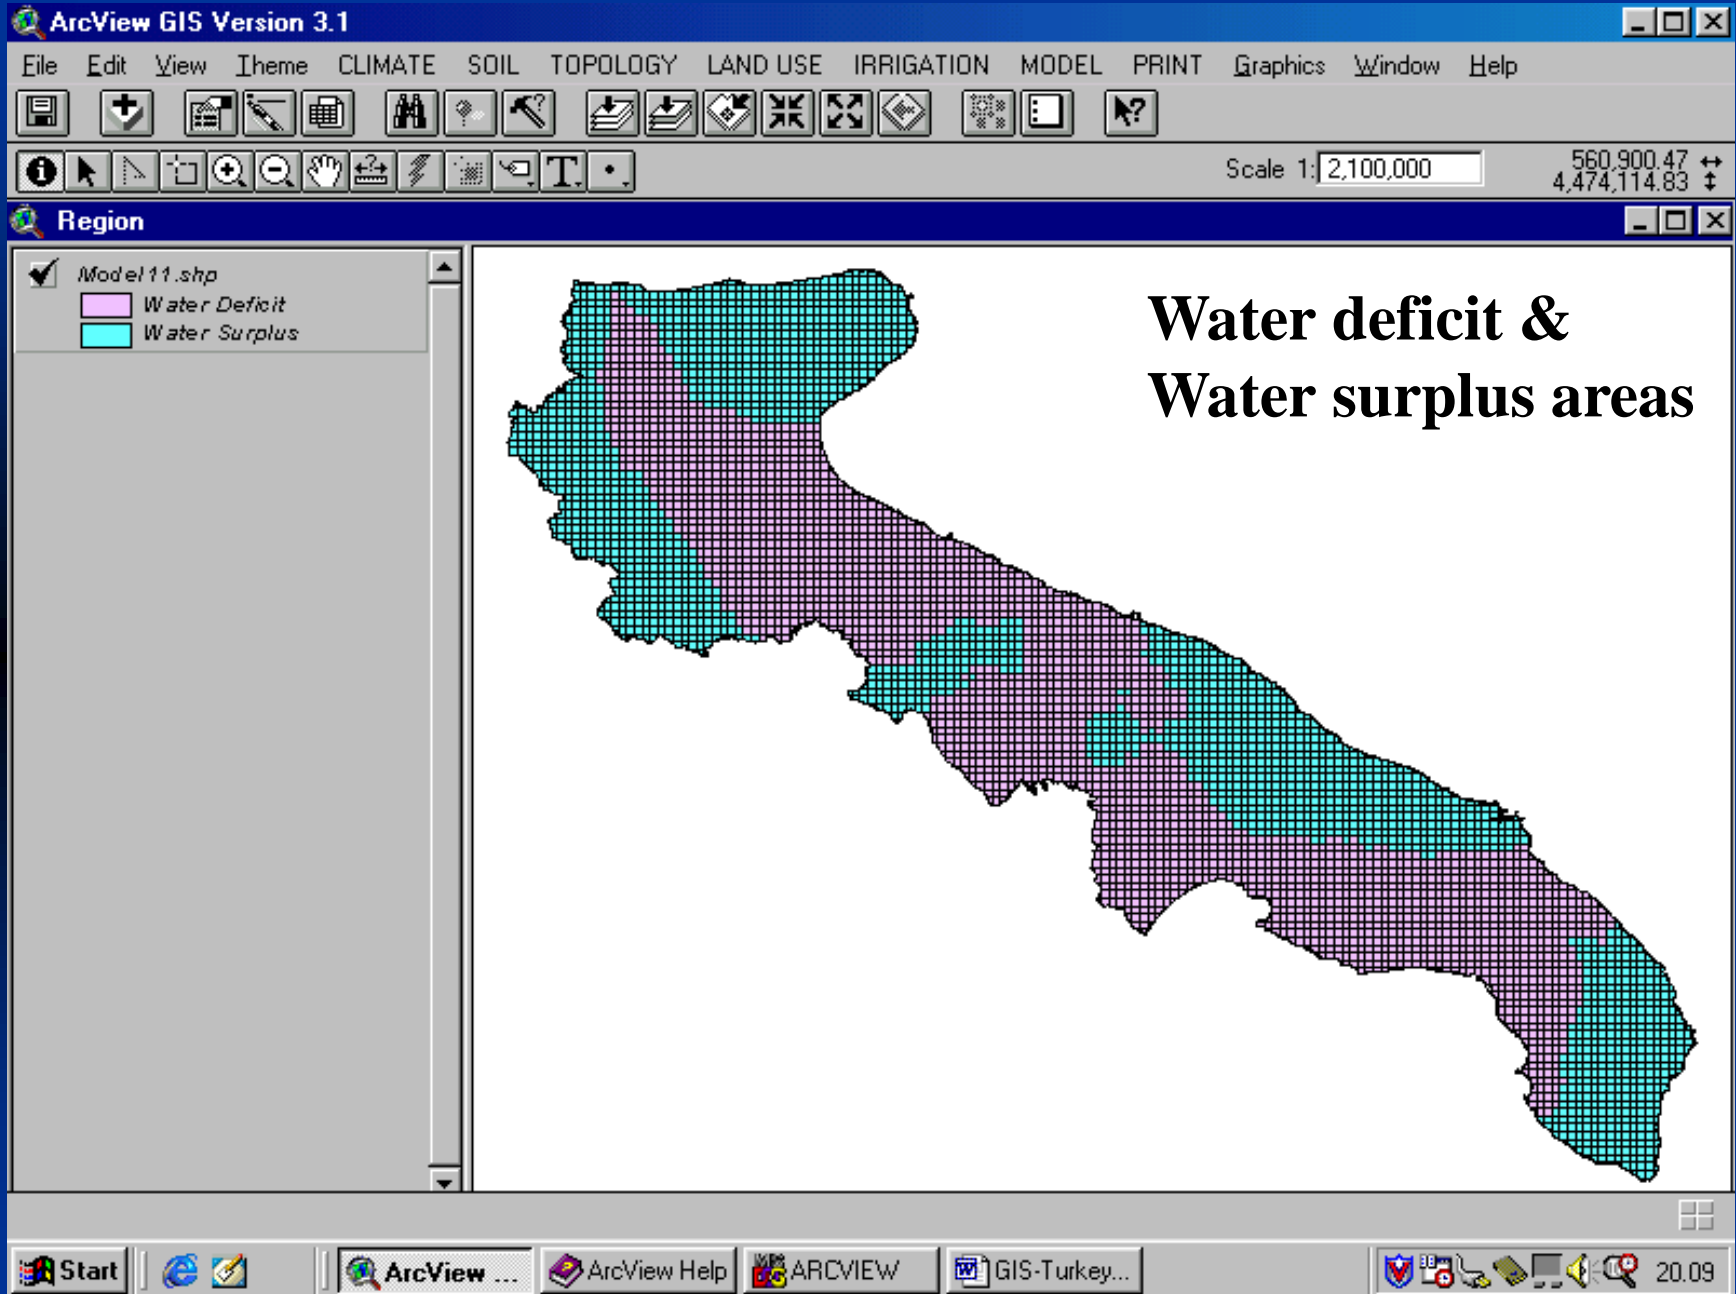 ArcView GIS Version 3.1
File Edit View Theme CLIMATE SOIL TOPOLOGY LAND USE IRRIGATION MODEL PRINT Graphics Window Help
Scale 1: 2,100,000
560,900.47
4,474,114.83
Region
Model11.shp
Water Deficit
Water Surplus
Water deficit &
Water surplus areas
Start ArcView ... ArcView Help ARCVIEW GIS-Turkey... 20.09